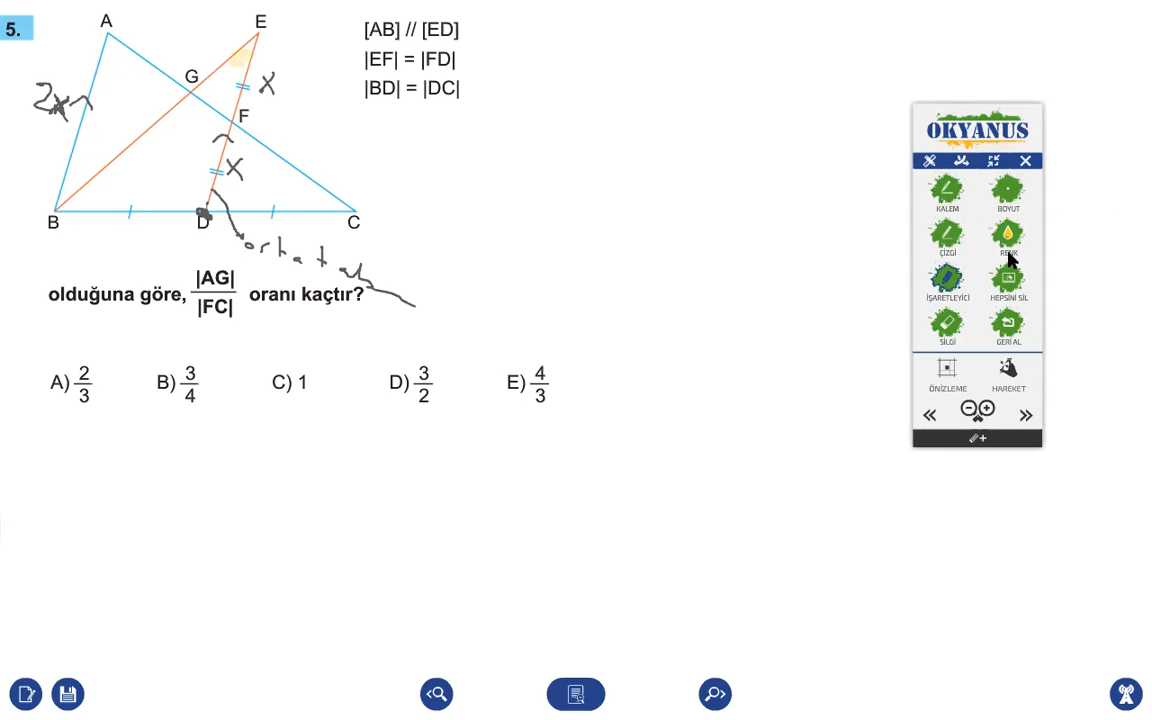 5.
A
E
G
F
B
D
C
2x
x
x
orta taban
[AB] // [ED]
|EF| = |FD|
|BD| = |DC|
olduğuna göre, |AG| / |FC| oranı kaçtır?
A) 2/3 B) 3/4 C) 1 D) 3/2 E) 4/3
OKYANUS
KALEM BOYUT
ÇİZGİ RENK
İŞARETLEYİCİ HEPSİNİ SİL
SİLGİ GERİ AL
ÖNİZLEME HAREKET